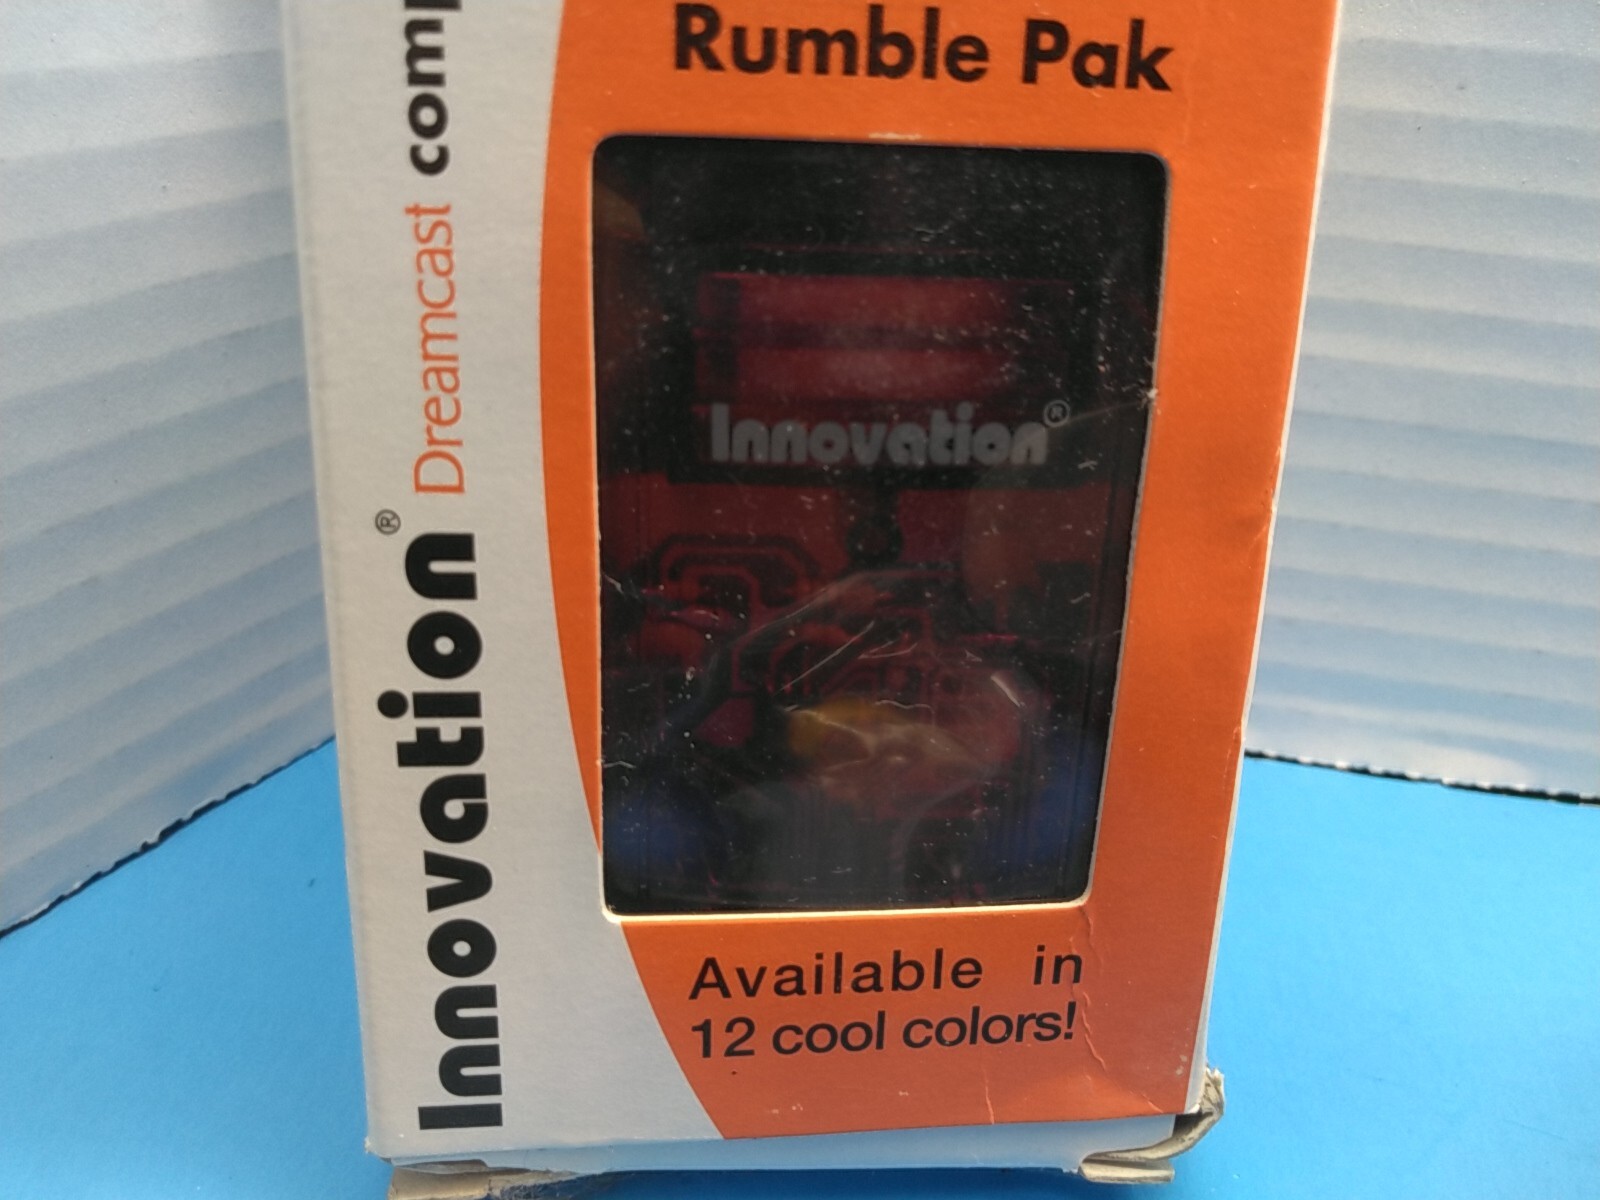 Rumble Pak
Innovation®
Innovation® Dreamcast comp
Available in
12 cool colors!